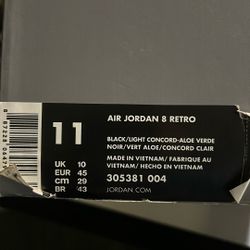 AIR JORDAN 8 RETRO
11
BLACK/LIGHT CONCORD-ALOE VERDE
NOIR/VERT ALOE/CONCORD CLAIR
UK 10
EUR 45
cm 29
BR 43
MADE IN VIETNAM / FABRIQUE AU
VIETNAM / HECHO EN VIETNAM
305381 004
JORDAN.COM